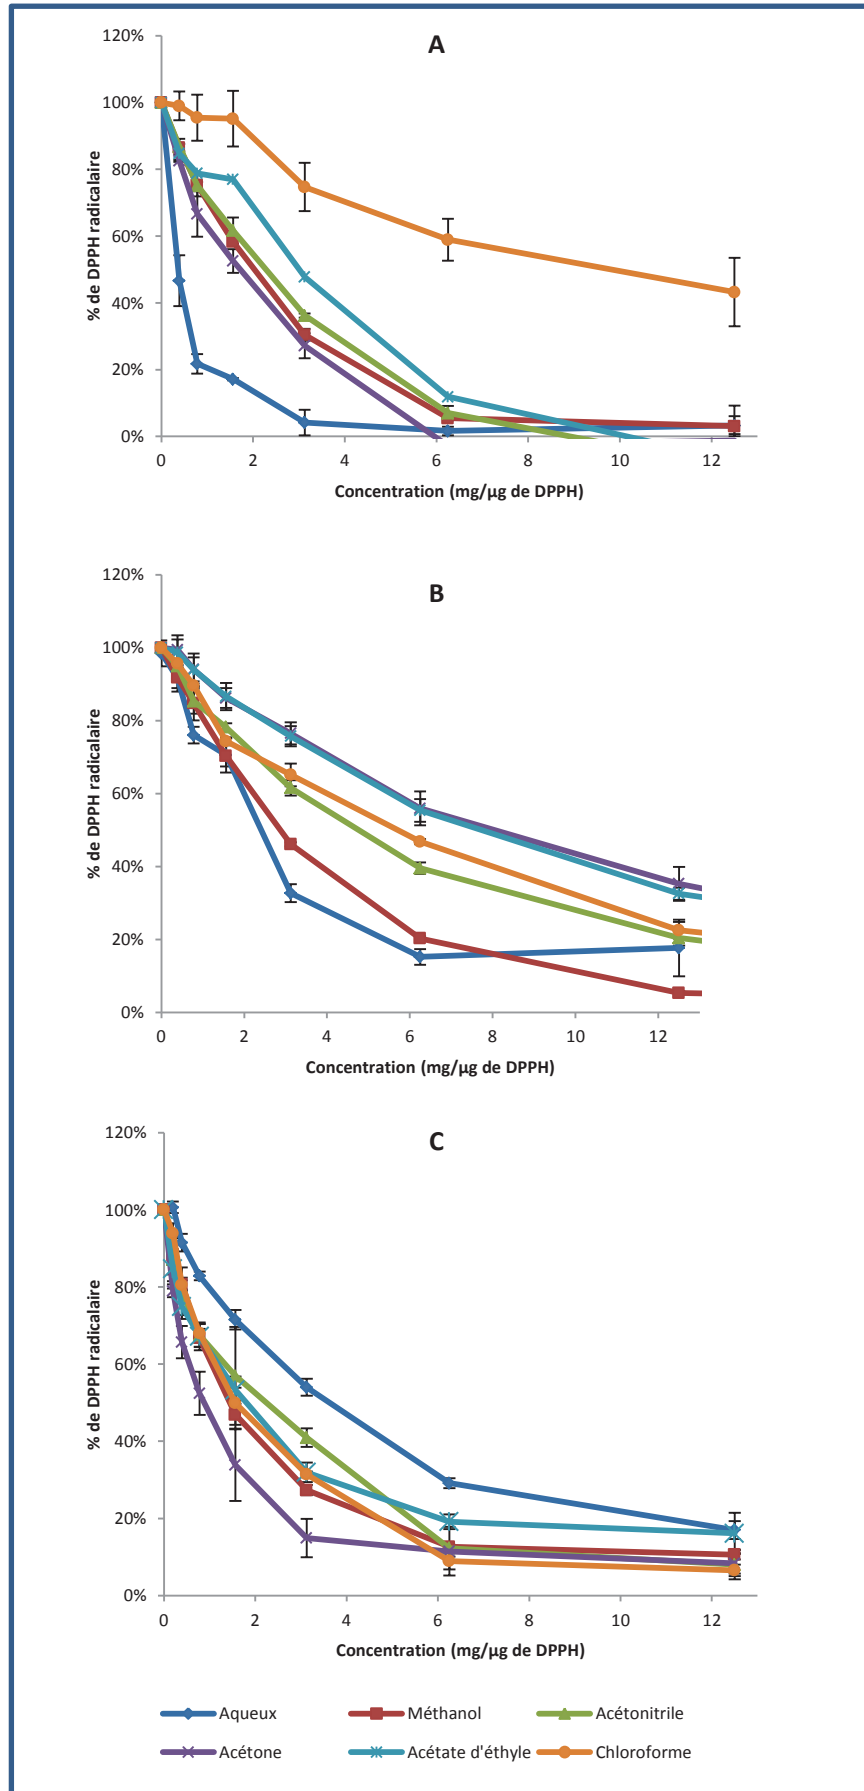 A
120%
100%
80%
60%
40%
20%
0%
% de DPPH radicalaire
0 2 4 6 8 10 12
Concentration (mg/µg de DPPH)
B
120%
100%
80%
60%
40%
20%
0%
% de DPPH radicalaire
0 2 4 6 8 10 12
Concentration (mg/µg de DPPH)
C
120%
100%
80%
60%
40%
20%
0%
% de DPPH radicalaire
0 2 4 6 8 10 12
Concentration (mg/µg de DPPH)
Aqueux Méthanol Acétonitrile
Acétone Acétate d'éthyle Chloroforme